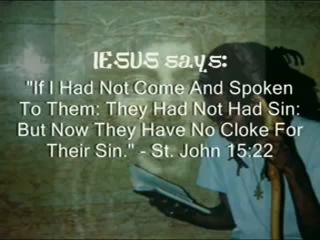 IESUS says:
"If I Had Not Come And Spoken
To Them: They Had Not Had Sin:
But Now They Have No Cloke For
Their Sin." - St. John 15:22